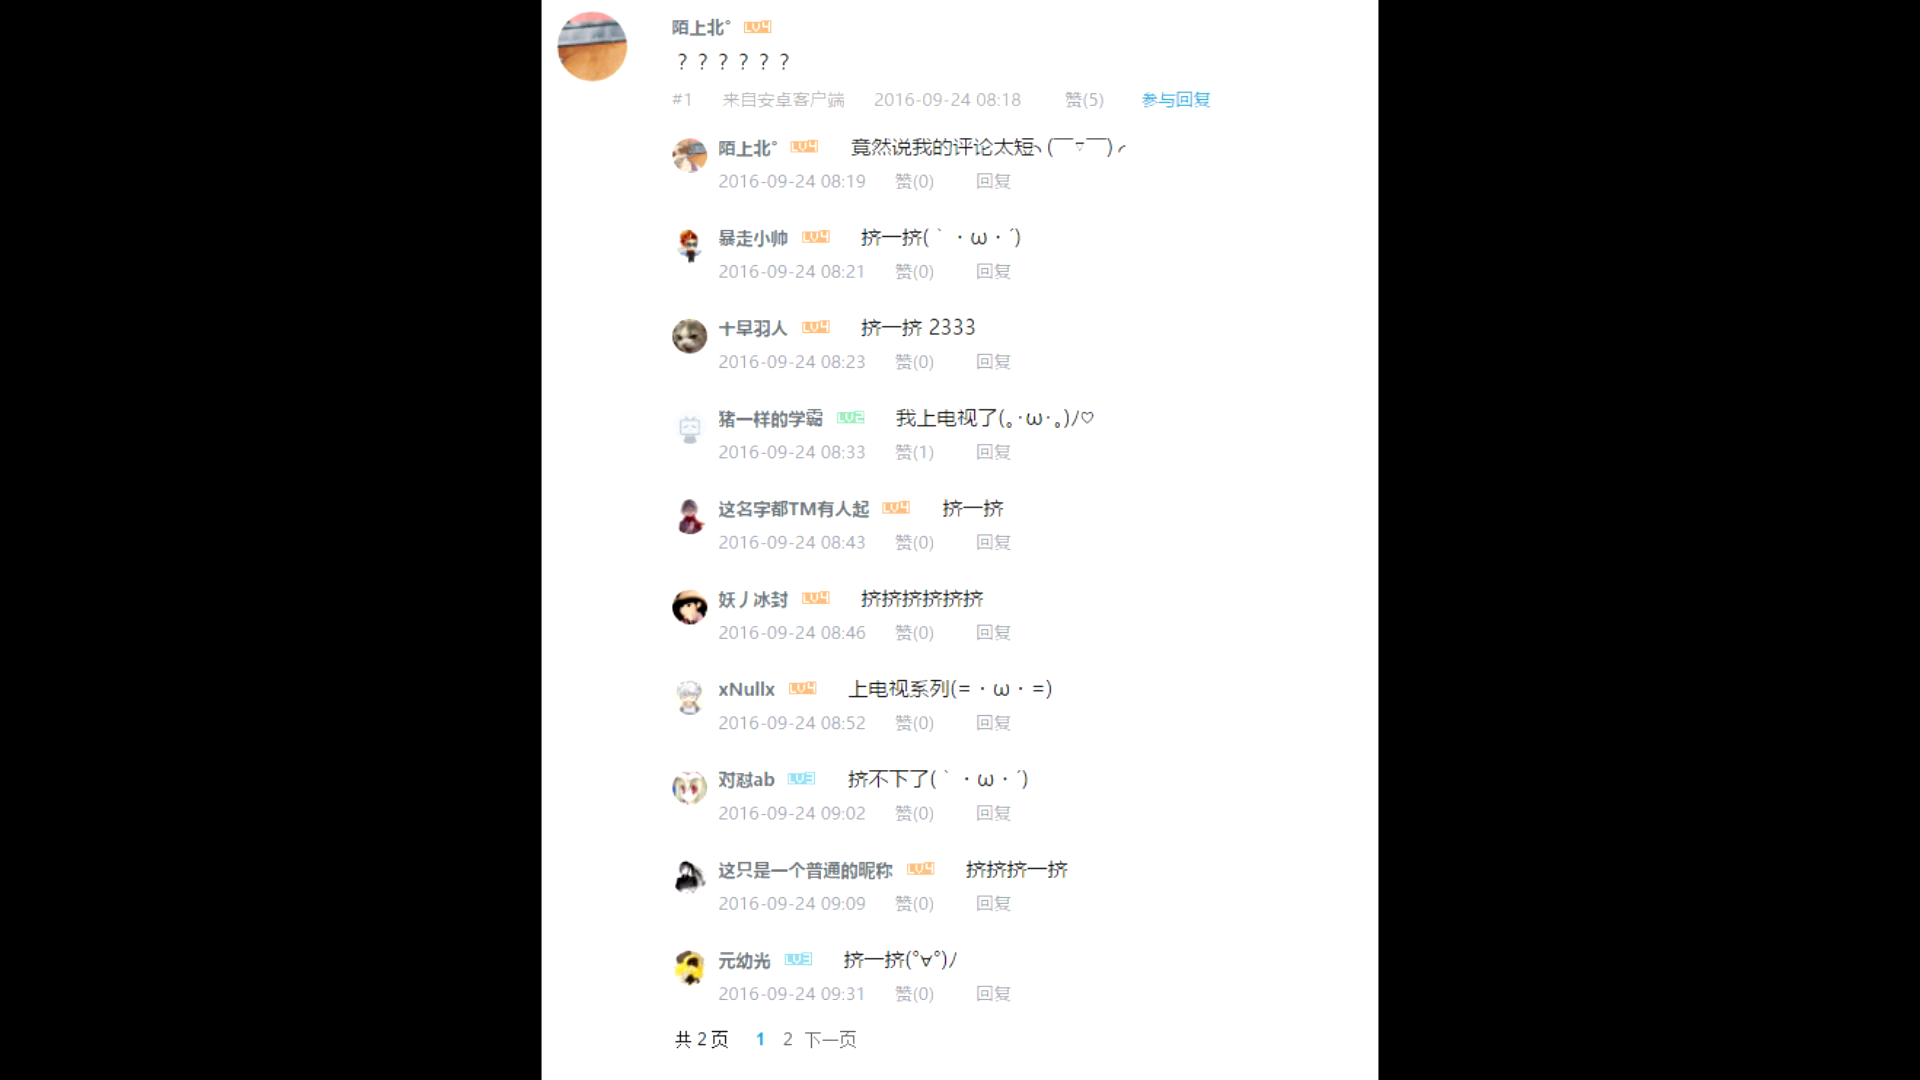 陌上北° LV4
？？？？？？
#1 来自安卓客户端 2016-09-24 08:18 赞(5) 参与回复
陌上北° LV4 竟然说我的评论太短╮(￣▽￣)╭
2016-09-24 08:19 赞(0) 回复
暴走小帅 LV4 挤一挤(｀・ω・´)
2016-09-24 08:21 赞(0) 回复
十早羽人 LV4 挤一挤 2333
2016-09-24 08:23 赞(0) 回复
猪一样的学霸 LV2 我上电视了(｡･ω･｡)ﾉ♡
2016-09-24 08:33 赞(1) 回复
这名字都TM有人起 LV4 挤一挤
2016-09-24 08:43 赞(0) 回复
妖丿冰封 LV4 挤挤挤挤挤挤
2016-09-24 08:46 赞(0) 回复
xNullx LV4 上电视系列(=・ω・=)
2016-09-24 08:52 赞(0) 回复
对怼ab LV3 挤不下了(｀・ω・´)
2016-09-24 09:02 赞(0) 回复
这只是一个普通的昵称 LV4 挤挤挤一挤
2016-09-24 09:09 赞(0) 回复
元幼光 LV3 挤一挤(°∀°)ﾉ
2016-09-24 09:31 赞(0) 回复
共 2 页 1 2 下一页